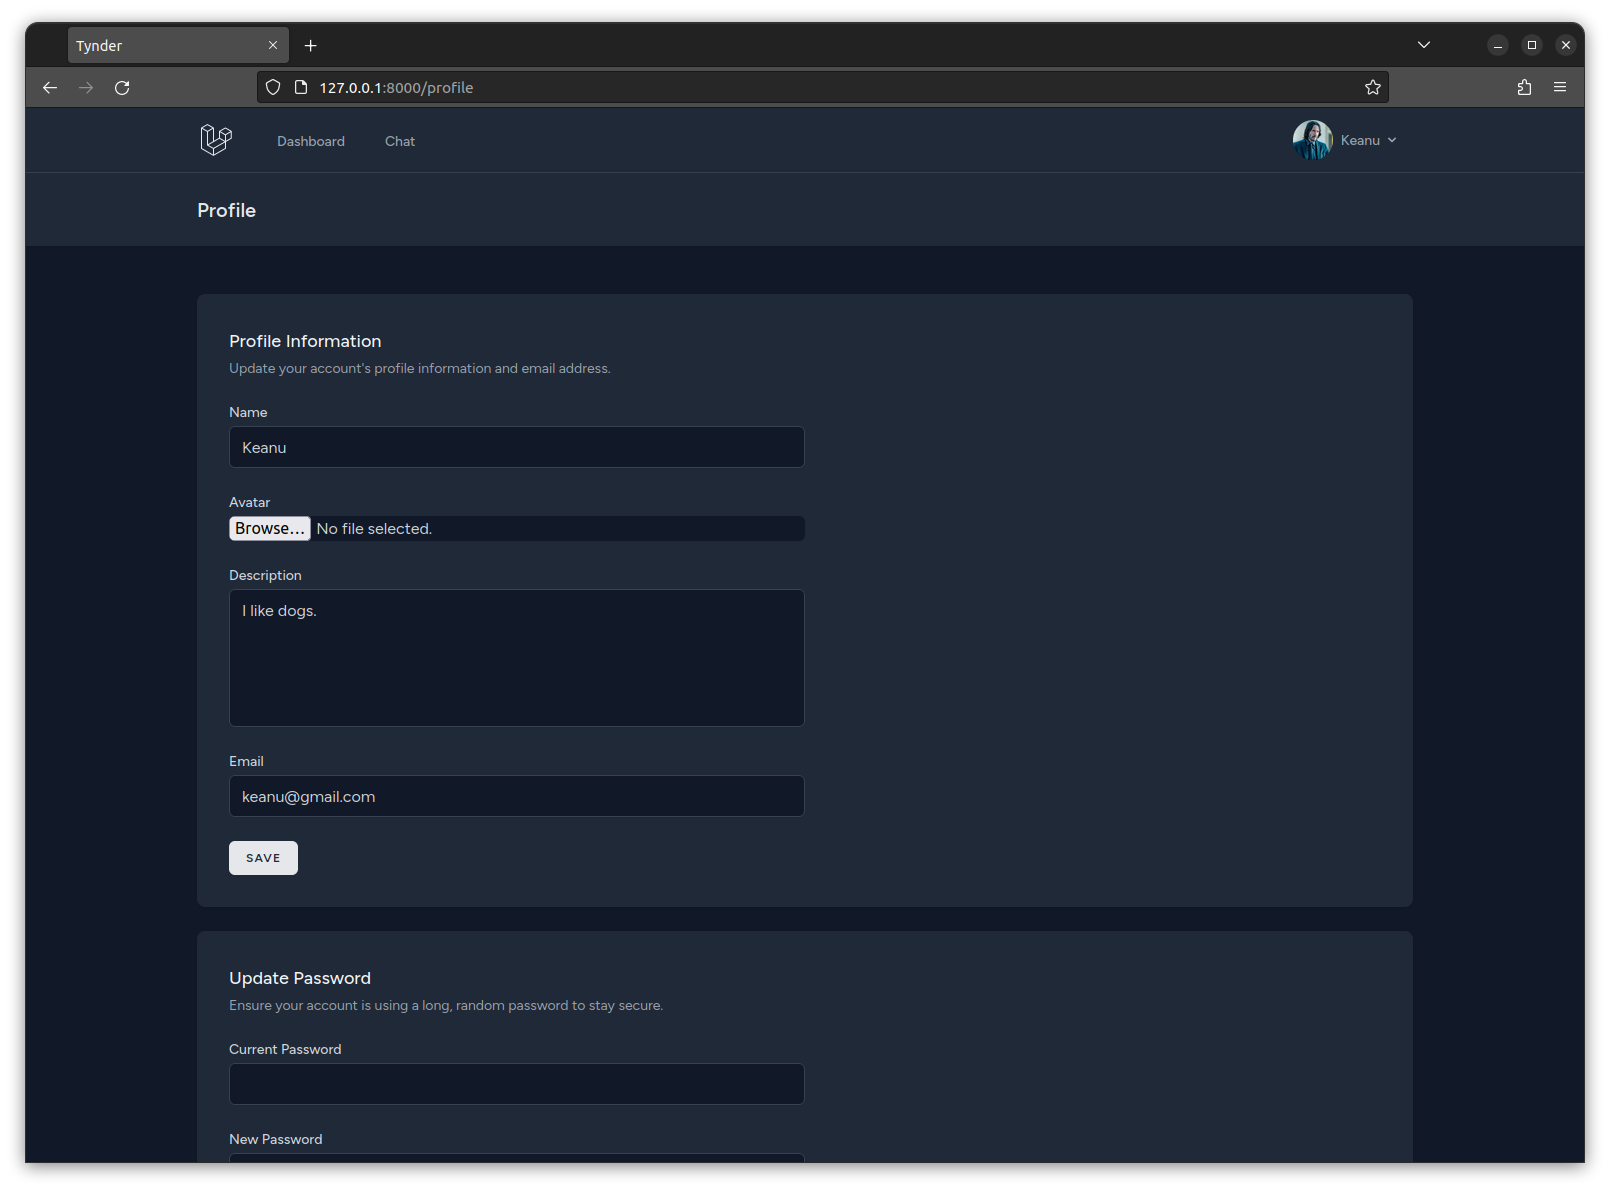 Tynder
127.0.0.1:8000/profile
Dashboard Chat Keanu
Profile
Profile Information
Update your account's profile information and email address.
Name
Keanu
Avatar
Browse... No file selected.
Description
I like dogs.
Email
keanu@gmail.com
SAVE
Update Password
Ensure your account is using a long, random password to stay secure.
Current Password
New Password